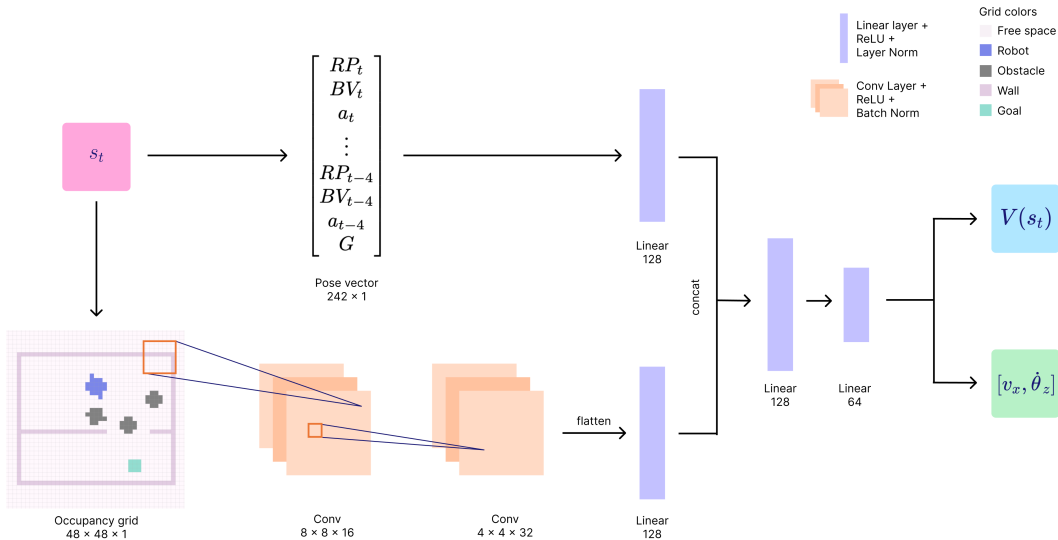 Linear layer +
ReLU +
Layer Norm
Conv Layer +
ReLU +
Batch Norm
Grid colors
Free space
Robot
Obstacle
Wall
Goal
$s_t$
$RP_t$
$BV_t$
$a_t$
$\vdots$
$RP_{t-4}$
$BV_{t-4}$
$a_{t-4}$
$G$
Pose vector
242 × 1
Linear
128
concat
Linear
128
Linear
64
$V(s_t)$
$[v_x, \dot{\theta}_z]$
Occupancy grid
48 × 48 × 1
Conv
8 × 8 × 16
Conv
4 × 4 × 32
flatten
Linear
128